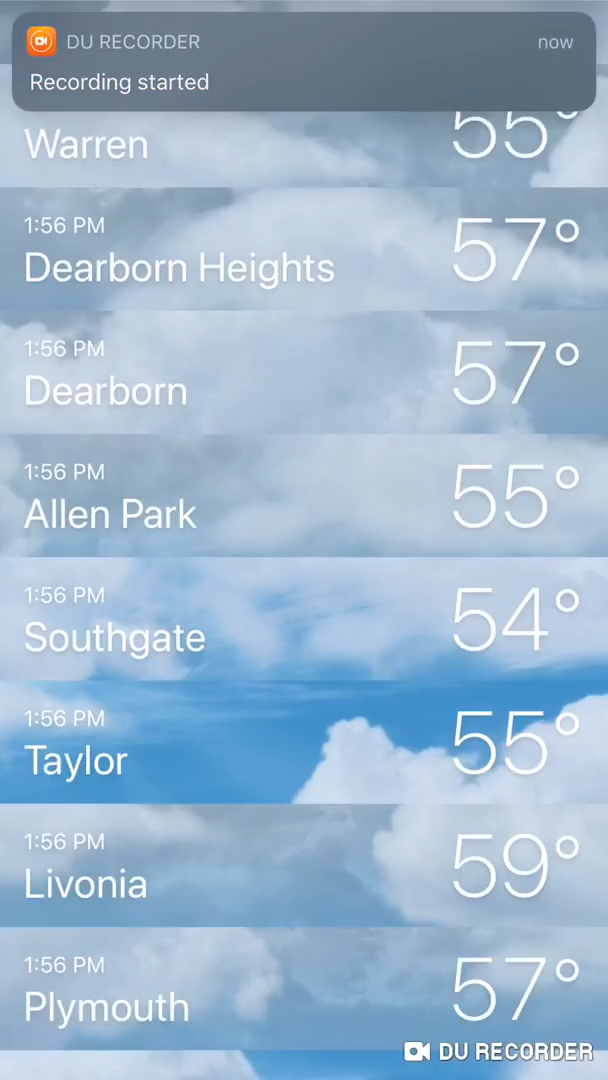 DU RECORDER
now
Recording started
Warren
55°
1:56 PM
Dearborn Heights
57°
1:56 PM
Dearborn
57°
1:56 PM
Allen Park
55°
1:56 PM
Southgate
54°
1:56 PM
Taylor
55°
1:56 PM
Livonia
59°
1:56 PM
Plymouth
57°
DU RECORDER